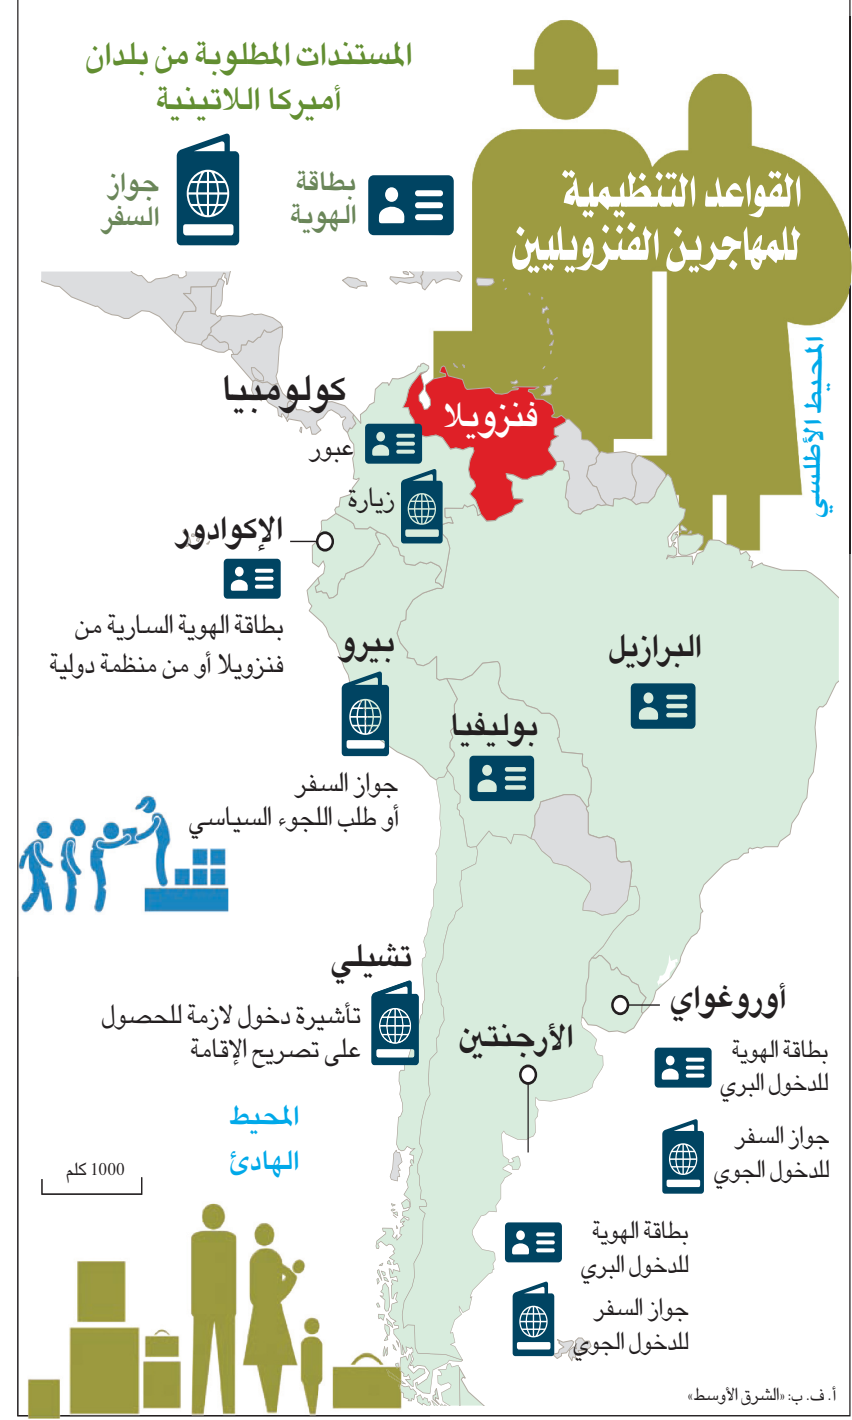 المستندات المطلوبة من بلدان
أميركا اللاتينية
بطاقة
الهوية
جواز
السفر
القواعد التنظيمية
للمهاجرين الفنزويليين
المحيط الأطلسي
كولومبيا
فنزويلا
عبور
زيارة
الإكوادور
بطاقة الهوية السارية من
فنزويلا أو من منظمة دولية
البرازيل
بيرو
بوليفيا
جواز السفر
أو طلب اللجوء السياسي
تشيلي
تأشيرة دخول لازمة للحصول
على تصريح الإقامة
أوروغواي
بطاقة الهوية
للدخول البري
جواز السفر
للدخول الجوي
الأرجنتين
بطاقة الهوية
للدخول البري
جواز السفر
للدخول الجوي
المحيط
الهادئ
1000 كلم
أ. ف. ب: «الشرق الأوسط»